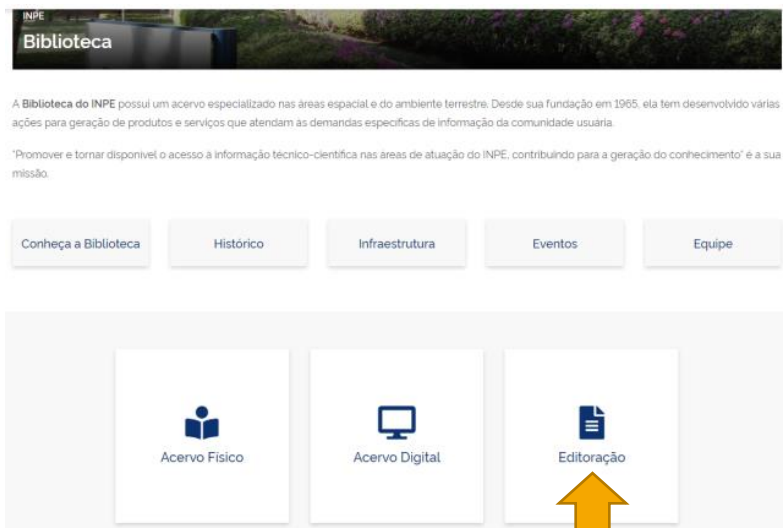 INPE
Biblioteca
A Biblioteca do INPE possui um acervo especializado nas áreas espacial e do ambiente terrestre. Desde sua fundação em 1965, ela tem desenvolvido várias
ações para geração de produtos e serviços que atendam às demandas específicas de informação da comunidade usuária.
"Promover e tornar disponível o acesso à informação técnico-científica nas áreas de atuação do INPE, contribuindo para a geração do conhecimento" é a sua
missão.
Conheça a Biblioteca Histórico Infraestrutura Eventos Equipe
Acervo Físico Acervo Digital Editoração